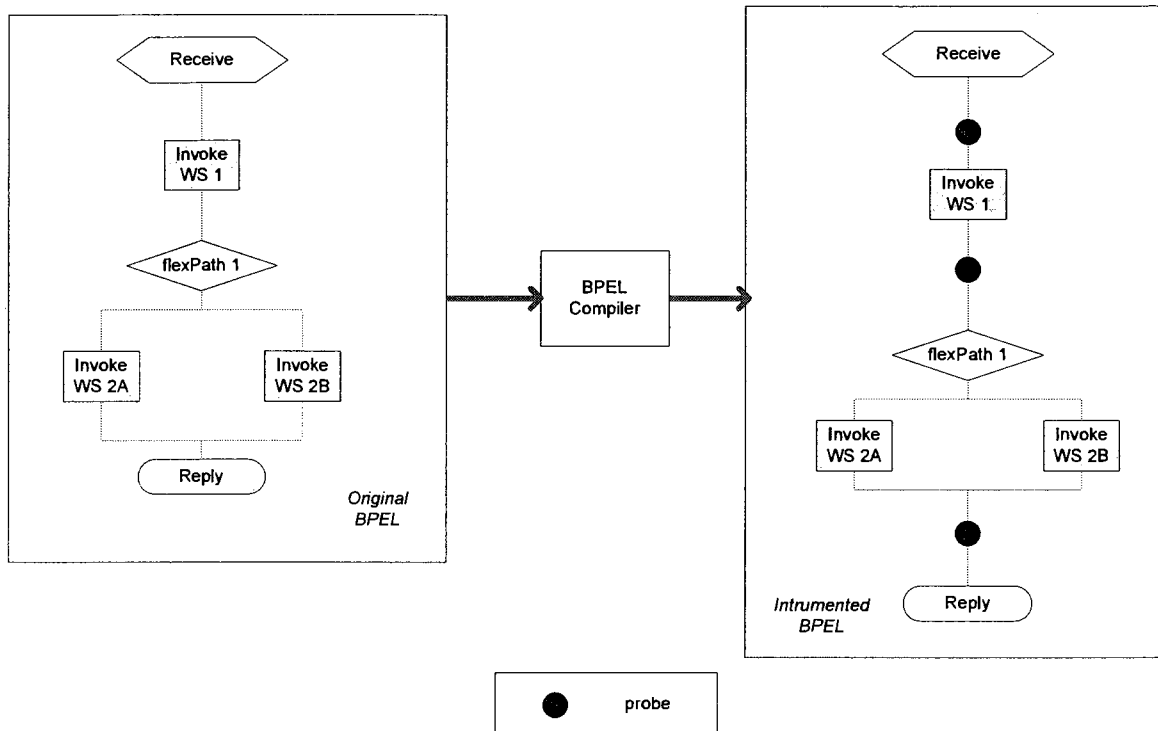 Receive
Invoke
WS 1
flexPath 1
Invoke
WS 2A
Invoke
WS 2B
Reply
Original
BPEL
BPEL
Compiler
Receive
Invoke
WS 1
flexPath 1
Invoke
WS 2A
Invoke
WS 2B
Reply
Intrumented
BPEL
probe